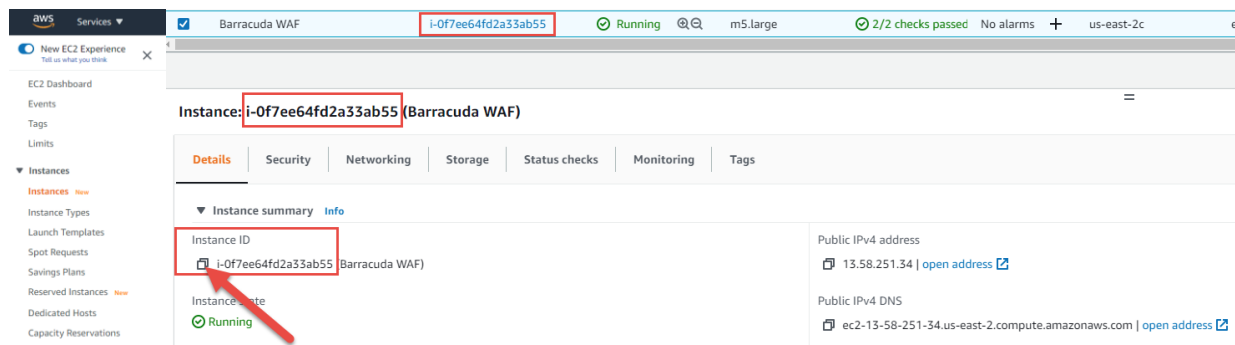 aws Services ▼
Barracuda WAF i-0f7ee64fd2a33ab55 Running m5.large 2/2 checks passed No alarms + us-east-2c
New EC2 Experience
Tell us what you think
EC2 Dashboard
Events
Tags
Limits
▼ Instances
Instances New
Instance Types
Launch Templates
Spot Requests
Savings Plans
Reserved Instances New
Dedicated Hosts
Capacity Reservations
Instance: i-0f7ee64fd2a33ab55 (Barracuda WAF)
Details Security Networking Storage Status checks Monitoring Tags
▼ Instance summary Info
Instance ID
i-0f7ee64fd2a33ab55 (Barracuda WAF)
Instance State
Running
Public IPv4 address
13.58.251.34 | open address
Public IPv4 DNS
ec2-13-58-251-34.us-east-2.compute.amazonaws.com | open address